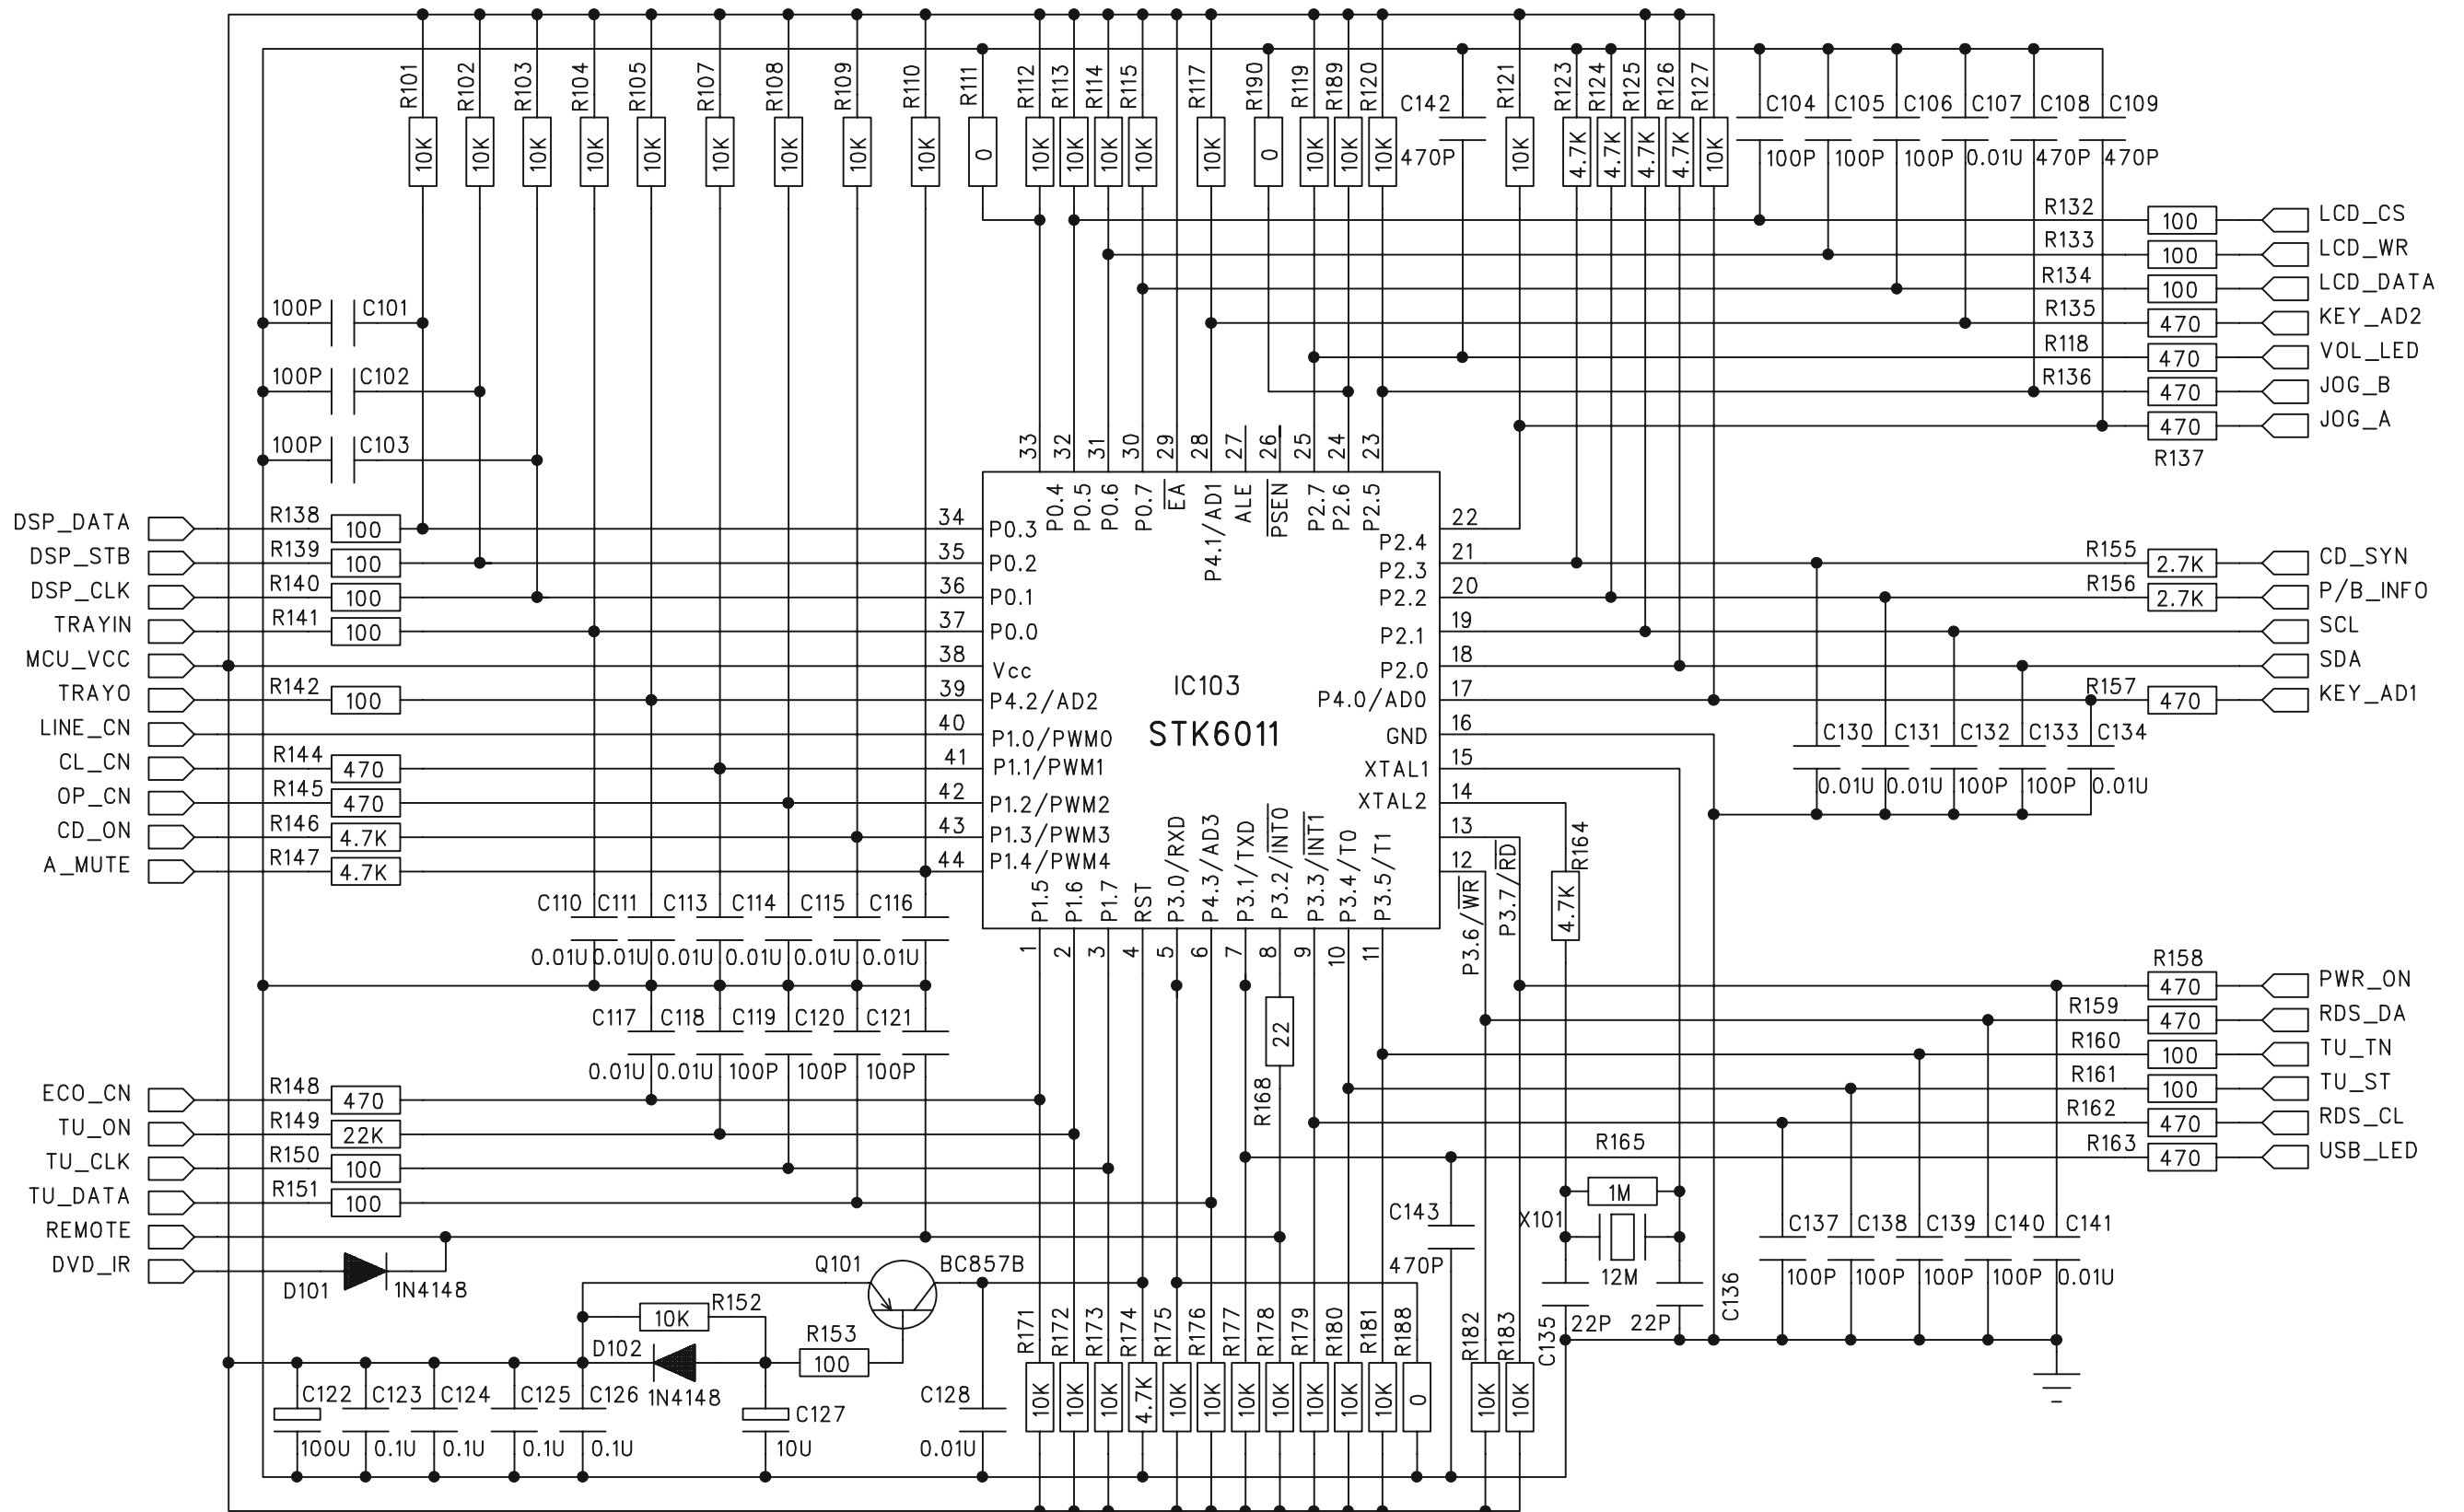 R101
R102
R103
R104
R105
R107
R108
R109
R110
R111
R112
R113
R114
R115
R117
R190
R119
R189
R120
C142
R121
R123
R124
R125
R126
R127
C104
C105
C106
C107
C108
C109
10K
10K
10K
10K
10K
10K
10K
10K
10K
0
10K
10K
10K
10K
10K
0
10K
10K
10K
470P
10K
4.7K
4.7K
4.7K
4.7K
10K
100P
100P
100P
0.01U
470P
470P
R132
100
LCD_CS
R133
100
LCD_WR
R134
100
LCD_DATA
R135
470
KEY_AD2
R118
470
VOL_LED
R136
470
JOG_B
470
JOG_A
R137
100P
C101
100P
C102
100P
C103
33
32
31
30
29
28
27
26
25
24
23
P0.4
P0.5
P0.6
P0.7
EA
P4.1/AD1
ALE
PSEN
P2.7
P2.6
P2.5
DSP_DATA
R138
100
34
P0.3
DSP_STB
R139
100
35
P0.2
DSP_CLK
R140
100
36
P0.1
TRAYIN
R141
100
37
P0.0
MCU_VCC
38
Vcc
TRAYO
R142
100
39
P4.2/AD2
LINE_CN
40
P1.0/PWM0
CL_CN
R144
470
41
P1.1/PWM1
OP_CN
R145
470
42
P1.2/PWM2
CD_ON
R146
4.7K
43
P1.3/PWM3
A_MUTE
R147
4.7K
44
P1.4/PWM4
IC103
STK6011
P2.4
22
P2.3
21
R155
2.7K
CD_SYN
P2.2
20
R156
2.7K
P/B_INFO
P2.1
19
SCL
P2.0
18
SDA
P4.0/AD0
17
R157
470
KEY_AD1
GND
16
XTAL1
15
XTAL2
14
13
P3.7/RD
12
P3.6/WR
C130
C131
C132
C133
C134
0.01U
0.01U
100P
100P
0.01U
R164
4.7K
P1.5
P1.6
P1.7
RST
P3.0/RXD
P4.3/AD3
P3.1/TXD
P3.2/INT0
P3.3/INT1
P3.4/T0
P3.5/T1
1
2
3
4
5
6
7
8
9
10
11
C110
C111
C113
C114
C115
C116
0.01U
0.01U
0.01U
0.01U
0.01U
0.01U
C117
C118
C119
C120
C121
0.01U
0.01U
100P
100P
100P
22
R168
R158
470
PWR_ON
R159
470
RDS_DA
R160
100
TU_TN
R161
100
TU_ST
R162
470
RDS_CL
R163
470
USB_LED
ECO_CN
R148
470
TU_ON
R149
22K
TU_CLK
R150
100
TU_DATA
R151
100
REMOTE
DVD_IR
D101
1N4148
R165
1M
X101
12M
C143
470P
C135
22P
22P
C136
C137
C138
C139
C140
C141
100P
100P
100P
100P
0.01U
Q101
BC857B
10K
R152
D102
1N4148
R153
100
C122
C123
C124
C125
C126
C127
C128
100U
0.1U
0.1U
0.1U
0.1U
10U
0.01U
R171
R172
R173
R174
R175
R176
R177
R178
R179
R180
R181
R188
R182
R183
10K
10K
10K
4.7K
10K
10K
10K
10K
10K
10K
10K
0
10K
10K